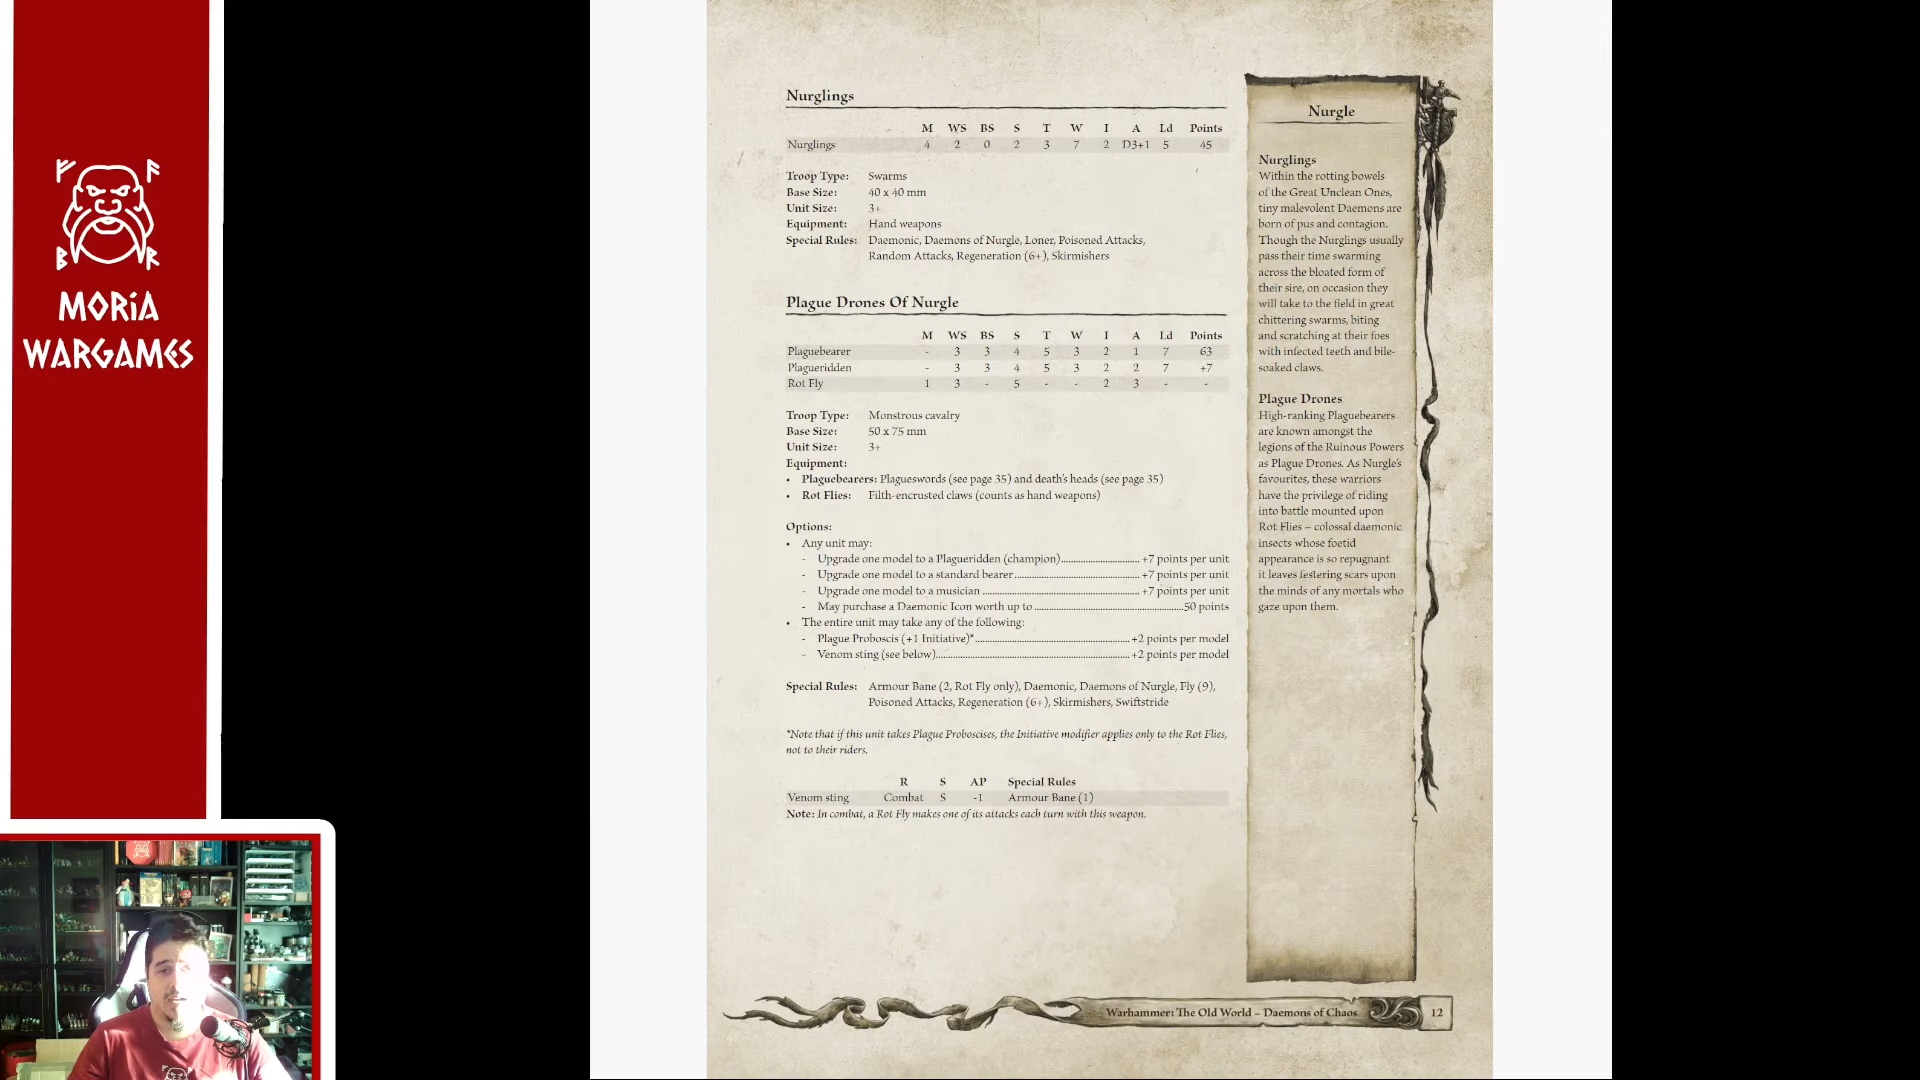 MORiA
WARGAMES
Nurglings
M WS BS S T W I A Ld Points
Nurglings 4 2 0 2 3 7 2 D3+1 5 45
Troop Type: Swarms
Base Size: 40 x 40 mm
Unit Size: 3+
Equipment: Hand weapons
Special Rules: Daemonic, Daemons of Nurgle, Loner, Poisoned Attacks,
Random Attacks, Regeneration (6+), Skirmishers
Plague Drones Of Nurgle
M WS BS S T W I A Ld Points
Plaguebearer - 3 3 4 5 3 2 1 7 63
Plagueridden - 3 3 4 5 3 2 2 7 +7
Rot Fly 1 3 - 5 - - 2 3 - -
Troop Type: Monstrous cavalry
Base Size: 50 x 75 mm
Unit Size: 3+
Equipment:
• Plaguebearers: Plagueswords (see page 35) and death's heads (see page 35)
• Rot Flies: Filth-encrusted claws (counts as hand weapons)
Options:
• Any unit may:
- Upgrade one model to a Plagueridden (champion)........ +7 points per unit
- Upgrade one model to a standard bearer........ +7 points per unit
- Upgrade one model to a musician ........ +7 points per unit
- May purchase a Daemonic Icon worth up to ........50 points
• The entire unit may take any of the following:
- Plague Proboscis (+1 Initiative)*........ +2 points per model
- Venom sting (see below)........ +2 points per model
Special Rules: Armour Bane (2, Rot Fly only), Daemonic, Daemons of Nurgle, Fly (9),
Poisoned Attacks, Regeneration (6+), Skirmishers, Swiftstride
*Note that if this unit takes Plague Proboscises, the Initiative modifier applies only to the Rot Flies,
not to their riders.
R S AP Special Rules
Venom sting Combat S -1 Armour Bane (1)
Note: In combat, a Rot Fly makes one of its attacks each turn with this weapon.
Nurgle
Nurglings
Within the rotting bowels
of the Great Unclean Ones,
tiny malevolent Daemons are
born of pus and contagion.
Though the Nurglings usually
pass their time swarming
across the bloated form of
their sire, on occasion they
will take to the field in great
chittering swarms, biting
and scratching at their foes
with infected teeth and bile-
soaked claws.
Plague Drones
High-ranking Plaguebearers
are known amongst the
legions of the Ruinous Powers
as Plague Drones. As Nurgle's
favourites, these warriors
have the privilege of riding
into battle mounted upon
Rot Flies – colossal daemonic
insects whose foetid
appearance is so repugnant
it leaves festering scars upon
the minds of any mortals who
gaze upon them.
Warhammer: The Old World – Daemons of Chaos
12